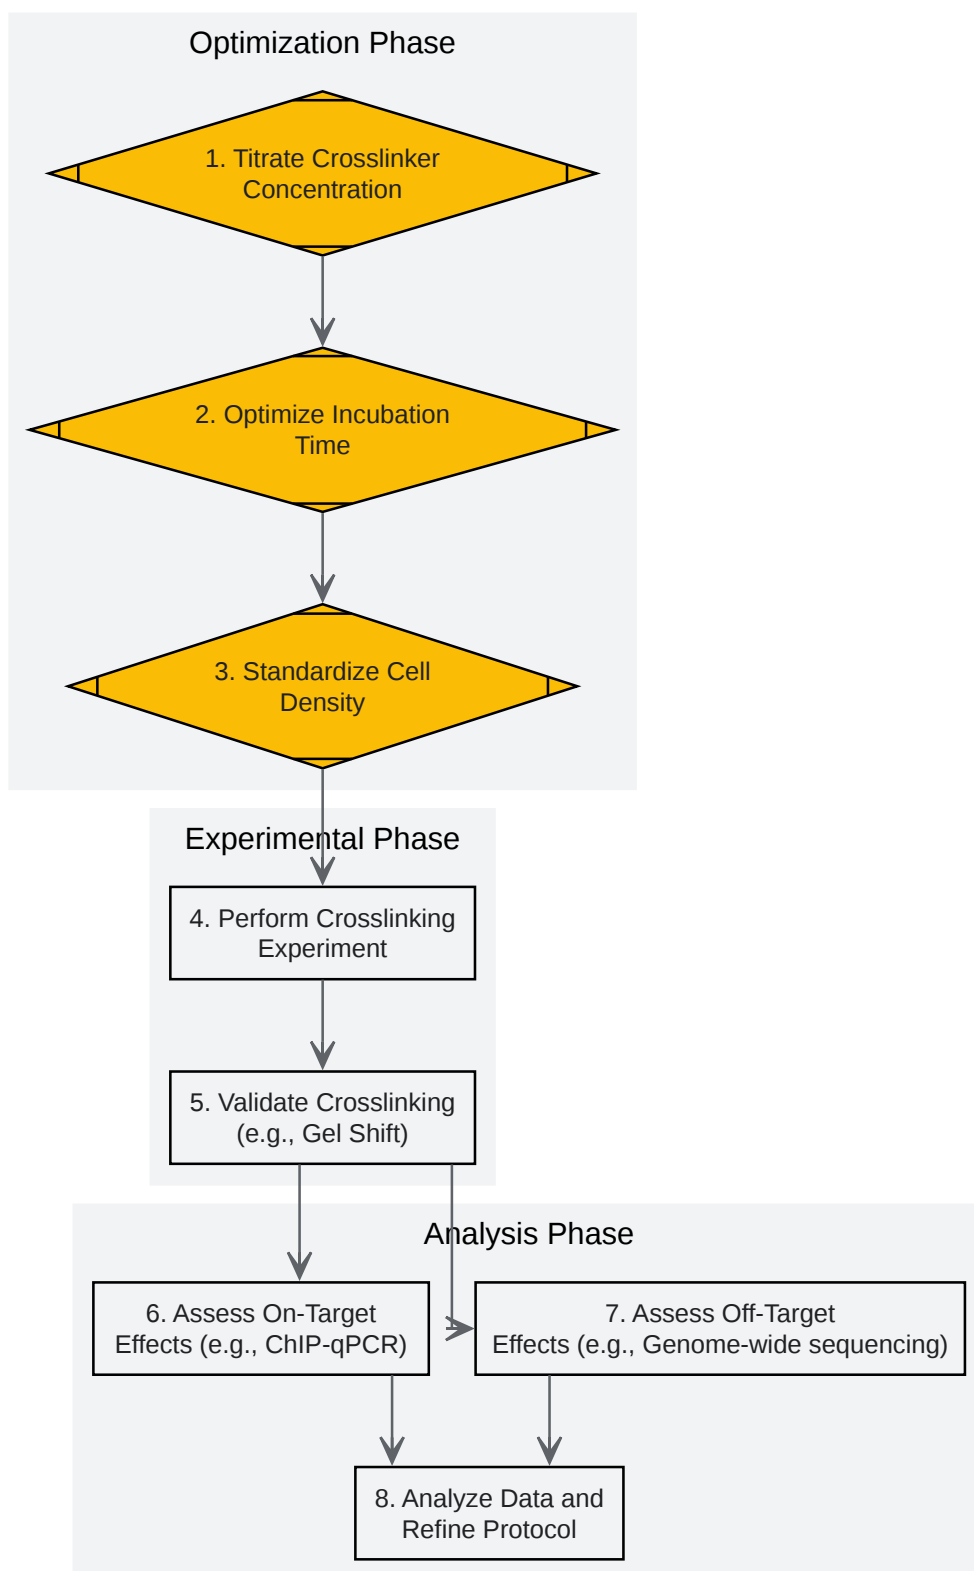 Optimization Phase
1. Titrate Crosslinker
Concentration
2. Optimize Incubation
Time
3. Standardize Cell
Density
Experimental Phase
4. Perform Crosslinking
Experiment
5. Validate Crosslinking
(e.g., Gel Shift)
Analysis Phase
6. Assess On-Target
Effects (e.g., ChIP-qPCR)
7. Assess Off-Target
Effects (e.g., Genome-wide sequencing)
8. Analyze Data and
Refine Protocol